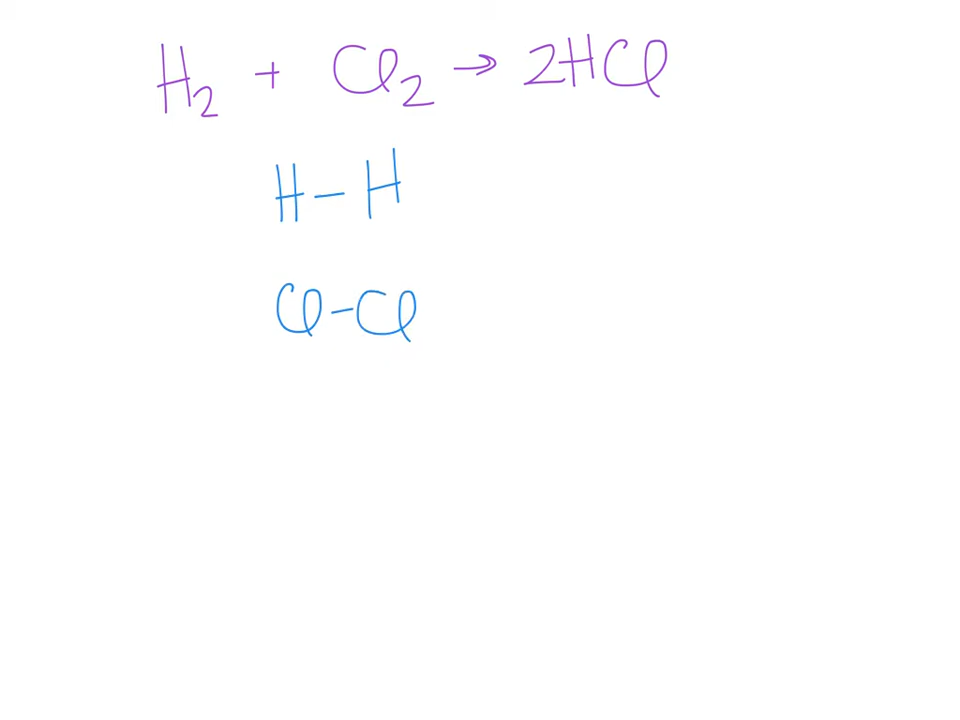 H₂ + Cl₂ → 2HCl
H – H
Cl – Cl